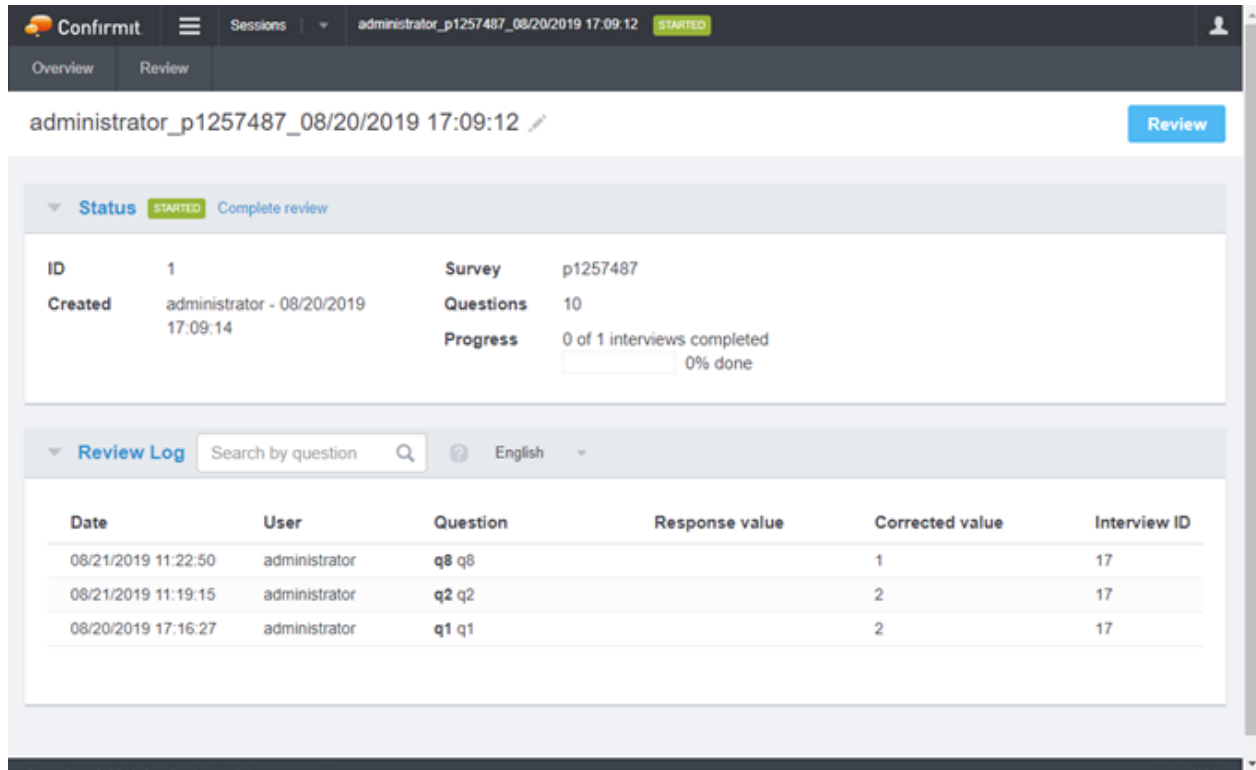 Confirmit Sessions administrator_p1257487_08/20/2019 17:09:12 STARTED
Overview Review
administrator_p1257487_08/20/2019 17:09:12 Review
Status STARTED Complete review
ID 1 Survey p1257487
Created administrator - 08/20/2019 Questions 10
17:09:14
Progress 0 of 1 interviews completed
0% done
Review Log Search by question ? English
Date User Question Response value Corrected value Interview ID
08/21/2019 11:22:50 administrator q8 q8 1 17
08/21/2019 11:19:15 administrator q2 q2 2 17
08/20/2019 17:16:27 administrator q1 q1 2 17